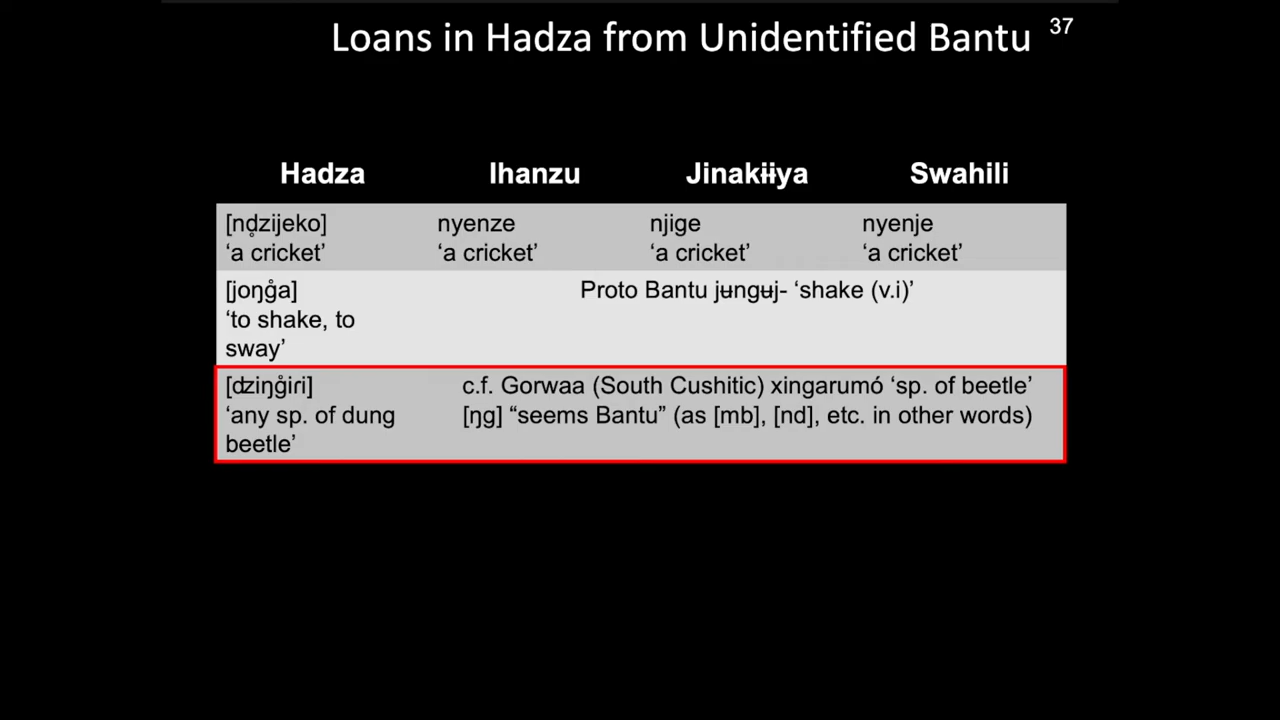 Loans in Hadza from Unidentified Bantu 37
Hadza Ihanzu Jinakɨɨya Swahili
[nd̥zijeko] nyenze njige nyenje
‘a cricket’ ‘a cricket’ ‘a cricket’ ‘a cricket’
[joŋg̊a] Proto Bantu jʉngʉj- ‘shake (v.i)’
‘to shake, to
sway’
[ʣiŋg̊iɾi] c.f. Gorwaa (South Cushitic) xingarumó ‘sp. of beetle’
‘any sp. of dung [ŋg] “seems Bantu” (as [mb], [nd], etc. in other words)
beetle’